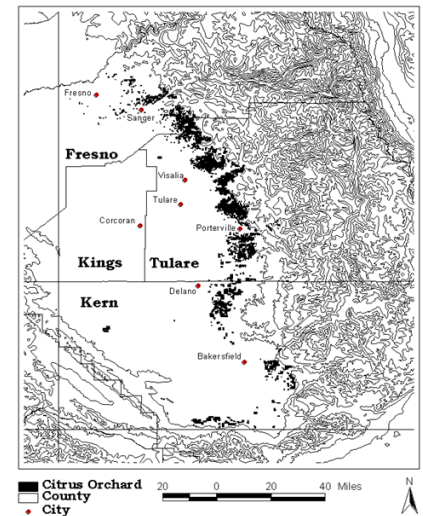 Fresno
Sanger
Fresno
Visalia
Tulare
Corcoran
Porterville
Kings
Tulare
Delano
Kern
Bakersfield
Citrus Orchard
County
City
20 0 20 40 Miles
N